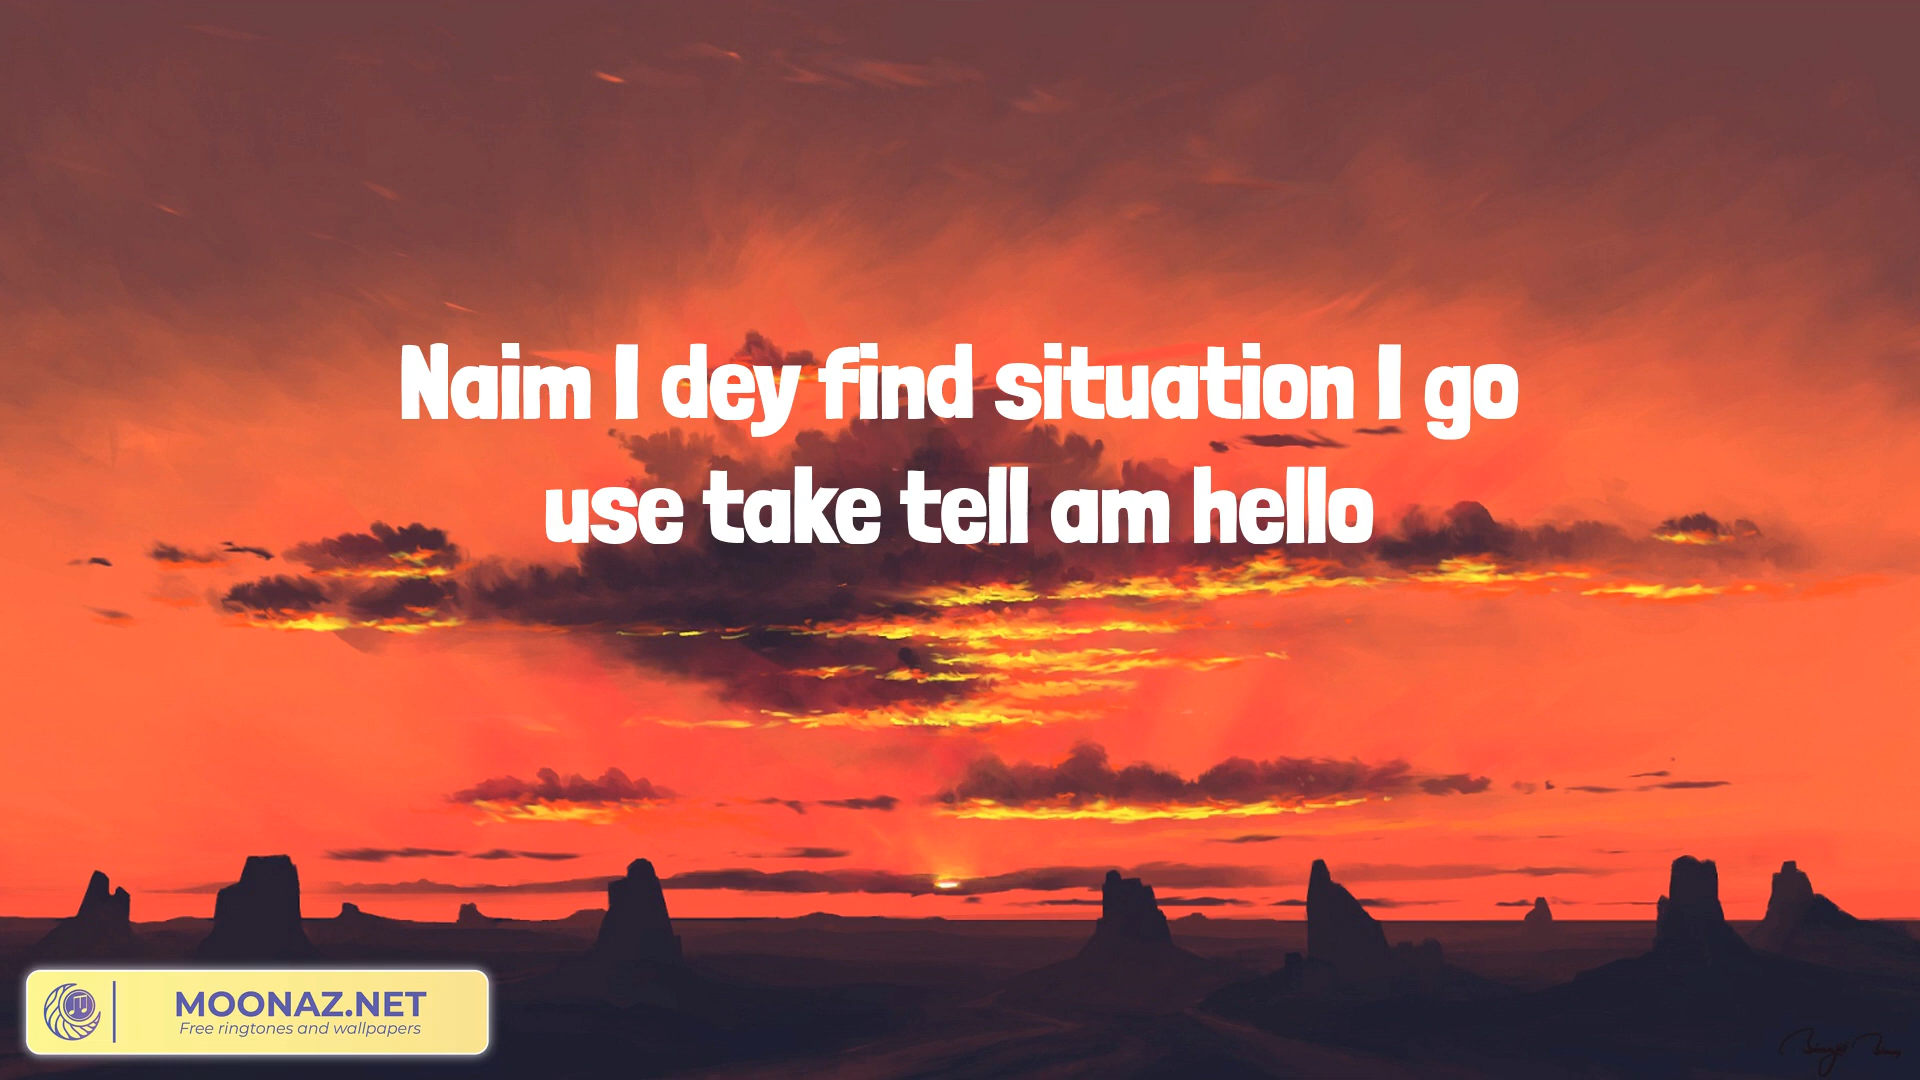 Naim I dey find situation I go
use take tell am hello
MOONAZ.NET
Free ringtones and wallpapers